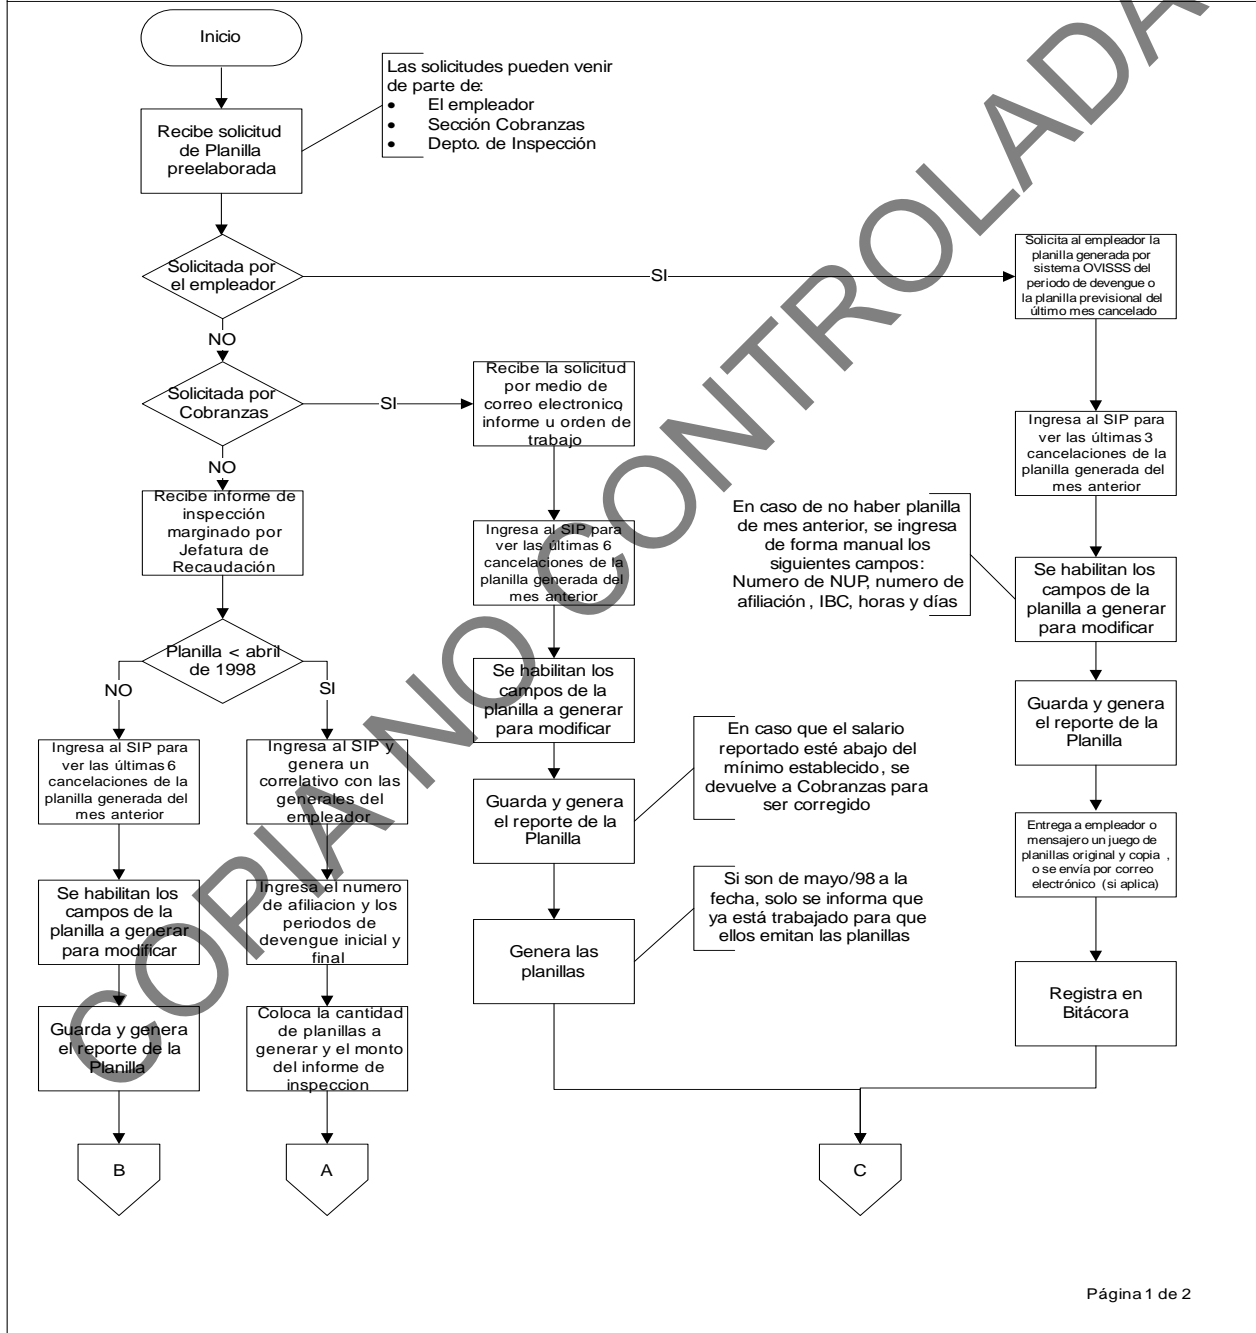 Inicio
Las solicitudes pueden venir
de parte de:
• El empleador
• Sección Cobranzas
• Depto. de Inspección
Recibe solicitud
de Planilla
preelaborada
Solicitada por
el empleador
SI
Solicita al empleador la
planilla generada por
sistema OVISSS del
periodo de devengue o
la planilla previsional del
último mes cancelado
NO
Solicitada por
Cobranzas
SI
Recibe la solicitud
por medio de
correo electronico,
informe u orden de
trabajo
NO
Recibe informe de
inspección
marginado por
Jefatura de
Recaudación
Ingresa al SIP para
ver las últimas 3
cancelaciones de la
planilla generada del
mes anterior
En caso de no haber planilla
de mes anterior, se ingresa
de forma manual los
siguientes campos:
Numero de NUP, numero de
afiliación , IBC, horas y días
Ingresa al SIP para
ver las últimas 6
cancelaciones de la
planilla generada del
mes anterior
Se habilitan los
campos de la
planilla a generar
para modificar
Planilla < abril
de 1998
NO
SI
Se habilitan los
campos de la
planilla a generar
para modificar
Guarda y genera
el reporte de la
Planilla
Ingresa al SIP para
ver las últimas 6
cancelaciones de la
planilla generada del
mes anterior
Ingresa al SIP y
genera un
correlativo con las
generales del
empleador
En caso que el salario
reportado esté abajo del
mínimo establecido, se
devuelve a Cobranzas para
ser corregido
Guarda y genera
el reporte de la
Planilla
Entrega a empleador o
mensajero un juego de
planillas original y copia ,
o se envía por correo
electrónico (si aplica)
Se habilitan los
campos de la
planilla a generar
para modificar
Ingresa el numero
de afiliacion y los
periodos de
devengue inicial y
final
Si son de mayo/98 a la
fecha, solo se informa que
ya está trabajado para que
ellos emitan las planillas
Genera las
planillas
Registra en
Bitácora
Guarda y genera
el reporte de la
Planilla
Coloca la cantidad
de planillas a
generar y el monto
del informe de
inspeccion
B
A
C
COPIA NO CONTROLADA
Página 1 de 2